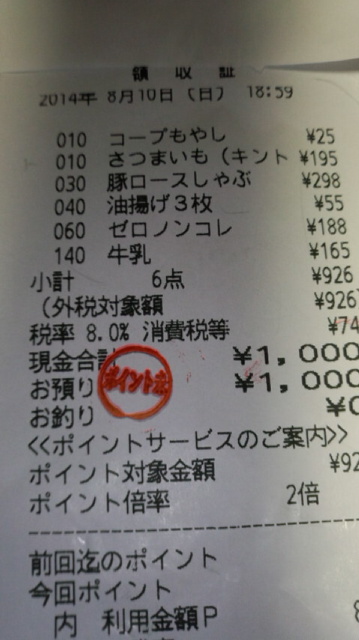 領収証
2014年 8月10日(日) 18:59
010 コープもやし ¥25
010 さつまいも(キント ¥195
030 豚ロースしゃぶ ¥298
040 油揚げ3枚 ¥55
060 ゼロノンコレ ¥188
140 牛乳 ¥165
小計 6点 ¥926
(外税対象額 ¥926
税率 8.0% 消費税等 ¥74
現金合計 ¥1,000
お預り ¥1,000
ポイント
お釣り ¥0
<<ポイントサービスのご案内>>
ポイント対象金額 ¥92
ポイント倍率 2倍
前回迄のポイント
今回ポイント
内 利用金額P